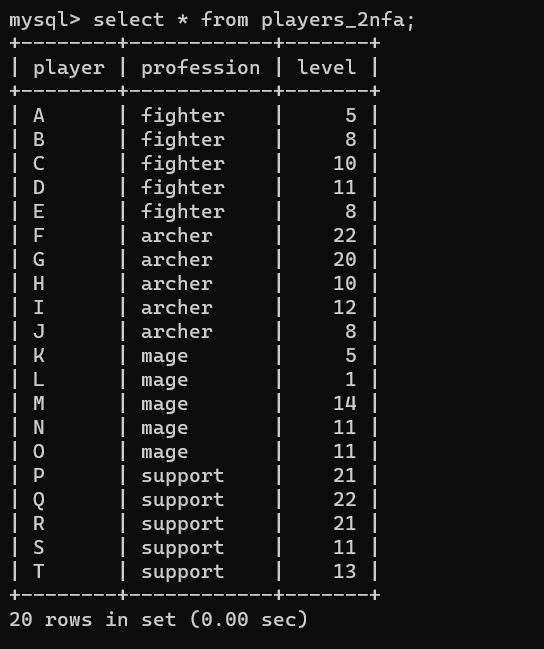 mysql> select * from players_2nfa;
+--------+------------+-------+
| player | profession | level |
+--------+------------+-------+
| A      | fighter    |     5 |
| B      | fighter    |     8 |
| C      | fighter    |    10 |
| D      | fighter    |    11 |
| E      | fighter    |     8 |
| F      | archer     |    22 |
| G      | archer     |    20 |
| H      | archer     |    10 |
| I      | archer     |    12 |
| J      | archer     |     8 |
| K      | mage       |     5 |
| L      | mage       |     1 |
| M      | mage       |    14 |
| N      | mage       |    11 |
| O      | mage       |    11 |
| P      | support    |    21 |
| Q      | support    |    22 |
| R      | support    |    21 |
| S      | support    |    11 |
| T      | support    |    13 |
+--------+------------+-------+
20 rows in set (0.00 sec)